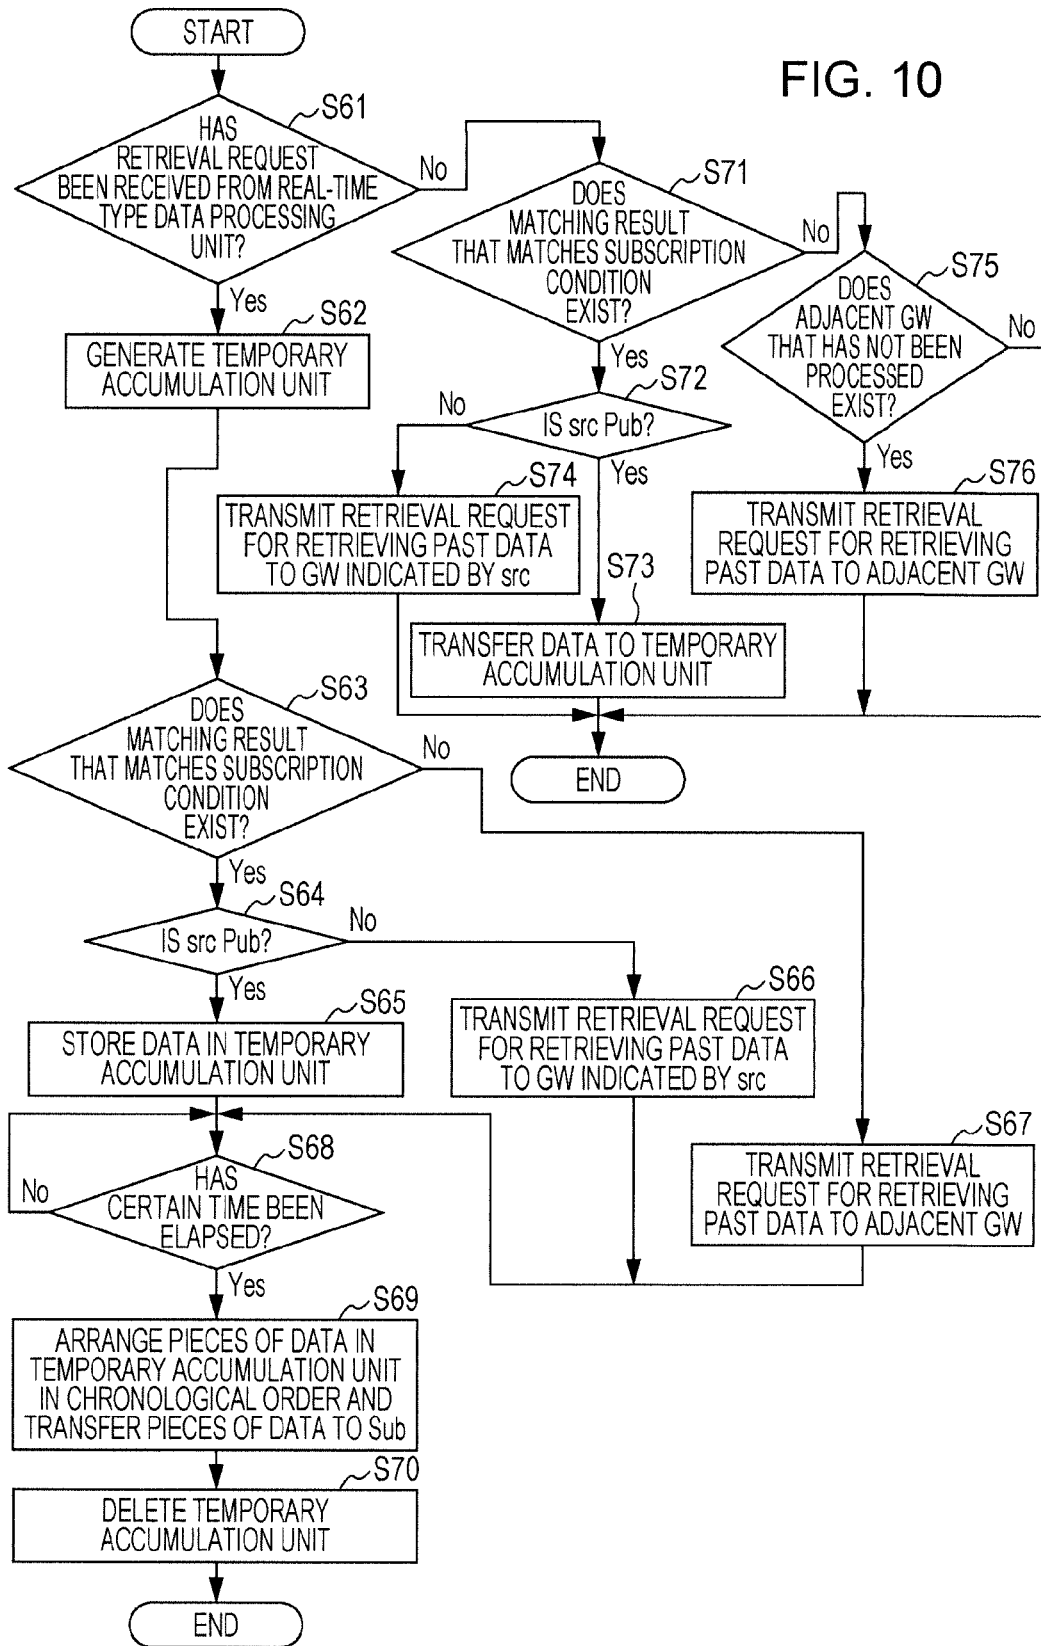 START
FIG. 10
S61
HAS
RETRIEVAL REQUEST
BEEN RECEIVED FROM REAL-TIME
TYPE DATA PROCESSING
UNIT?
No
Yes
S62
GENERATE TEMPORARY
ACCUMULATION UNIT
S71
DOES
MATCHING RESULT
THAT MATCHES SUBSCRIPTION
CONDITION
EXIST?
No
Yes
S75
DOES
ADJACENT GW
THAT HAS NOT BEEN
PROCESSED
EXIST?
No
Yes
S72
IS src Pub?
No
Yes
S74
TRANSMIT RETRIEVAL REQUEST
FOR RETRIEVING PAST DATA
TO GW INDICATED BY src
S76
TRANSMIT RETRIEVAL
REQUEST FOR RETRIEVING
PAST DATA TO ADJACENT GW
S73
TRANSFER DATA TO TEMPORARY
ACCUMULATION UNIT
END
S63
DOES
MATCHING RESULT
THAT MATCHES SUBSCRIPTION
CONDITION
EXIST?
No
Yes
S64
IS src Pub?
No
Yes
S65
STORE DATA IN TEMPORARY
ACCUMULATION UNIT
S66
TRANSMIT RETRIEVAL REQUEST
FOR RETRIEVING PAST DATA
TO GW INDICATED BY src
S67
TRANSMIT RETRIEVAL
REQUEST FOR RETRIEVING
PAST DATA TO ADJACENT GW
S68
HAS
CERTAIN TIME BEEN
ELAPSED?
No
Yes
S69
ARRANGE PIECES OF DATA IN
TEMPORARY ACCUMULATION UNIT
IN CHRONOLOGICAL ORDER AND
TRANSFER PIECES OF DATA TO Sub
S70
DELETE TEMPORARY
ACCUMULATION UNIT
END